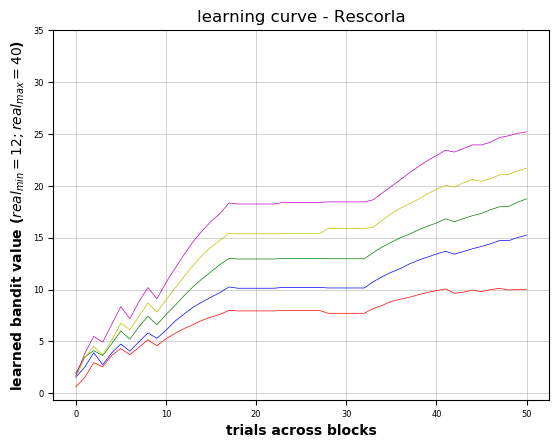 learning curve - Rescorla
learned bandit value (real_min = 12; real_max = 40)
35
30
25
20
15
10
5
0
0 10 20 30 40 50
trials across blocks